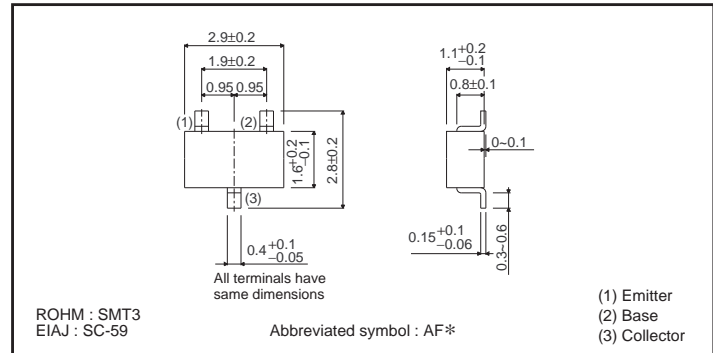 2.9±0.2
1.9±0.2
0.95 0.95
(1)
(2)
(3)
1.6+0.2−0.1
2.8±0.2
0.4+0.1−0.05
All terminals have
same dimensions
1.1+0.2−0.1
0.8±0.1
0~0.1
0.15+0.1−0.06
0.3~0.6
ROHM : SMT3
EIAJ : SC-59
Abbreviated symbol : AF*
(1) Emitter
(2) Base
(3) Collector